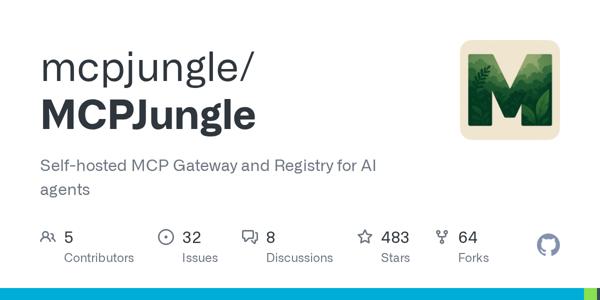 mcpjungle/
MCPJungle
M
Self-hosted MCP Gateway and Registry for AI
agents
5 32 8 483 64
Contributors Issues Discussions Stars Forks